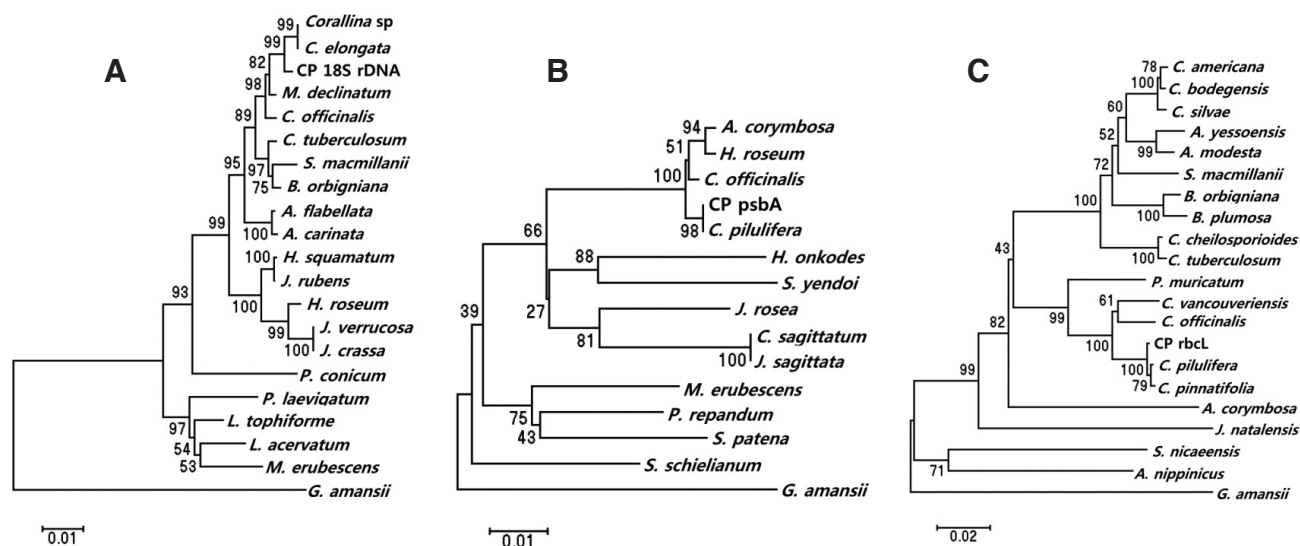 A
99
Corallina sp
99
C. elongata
82
CP 18S rDNA
98
M. declinatum
89
C. officinalis
C. tuberculosum
95
97
S. macmillanii
75
B. orbigniana
99
A. flabellata
100
A. carinata
100
H. squamatum
J. rubens
100
H. roseum
93
99
J. verrucosa
100
J. crassa
P. conicum
P. laevigatum
97
L. tophiforme
54
L. acervatum
53
M. erubescens
G. amansii
0.01
B
94
A. corymbosa
51
H. roseum
100
C. officinalis
CP psbA
98
C. pilulifera
66
88
H. onkodes
S. yendoi
27
39
J. rosea
81
C. sagittatum
100
J. sagittata
M. erubescens
75
P. repandum
43
S. patena
S. schielianum
G. amansii
0.01
C
78
C. americana
100
C. bodegensis
60
C. silvae
52
A. yessoensis
99
A. modesta
72
S. macmillanii
B. orbigniana
100
100
B. plumosa
C. cheilosporioides
43
100
C. tuberculosum
P. muricatum
61
C. vancouveriensis
99
C. officinalis
82
100
CP rbcL
100
C. pilulifera
99
79
C. pinnatifolia
A. corymbosa
J. natalensis
S. nicaeensis
71
A. nippinicus
G. amansii
0.02